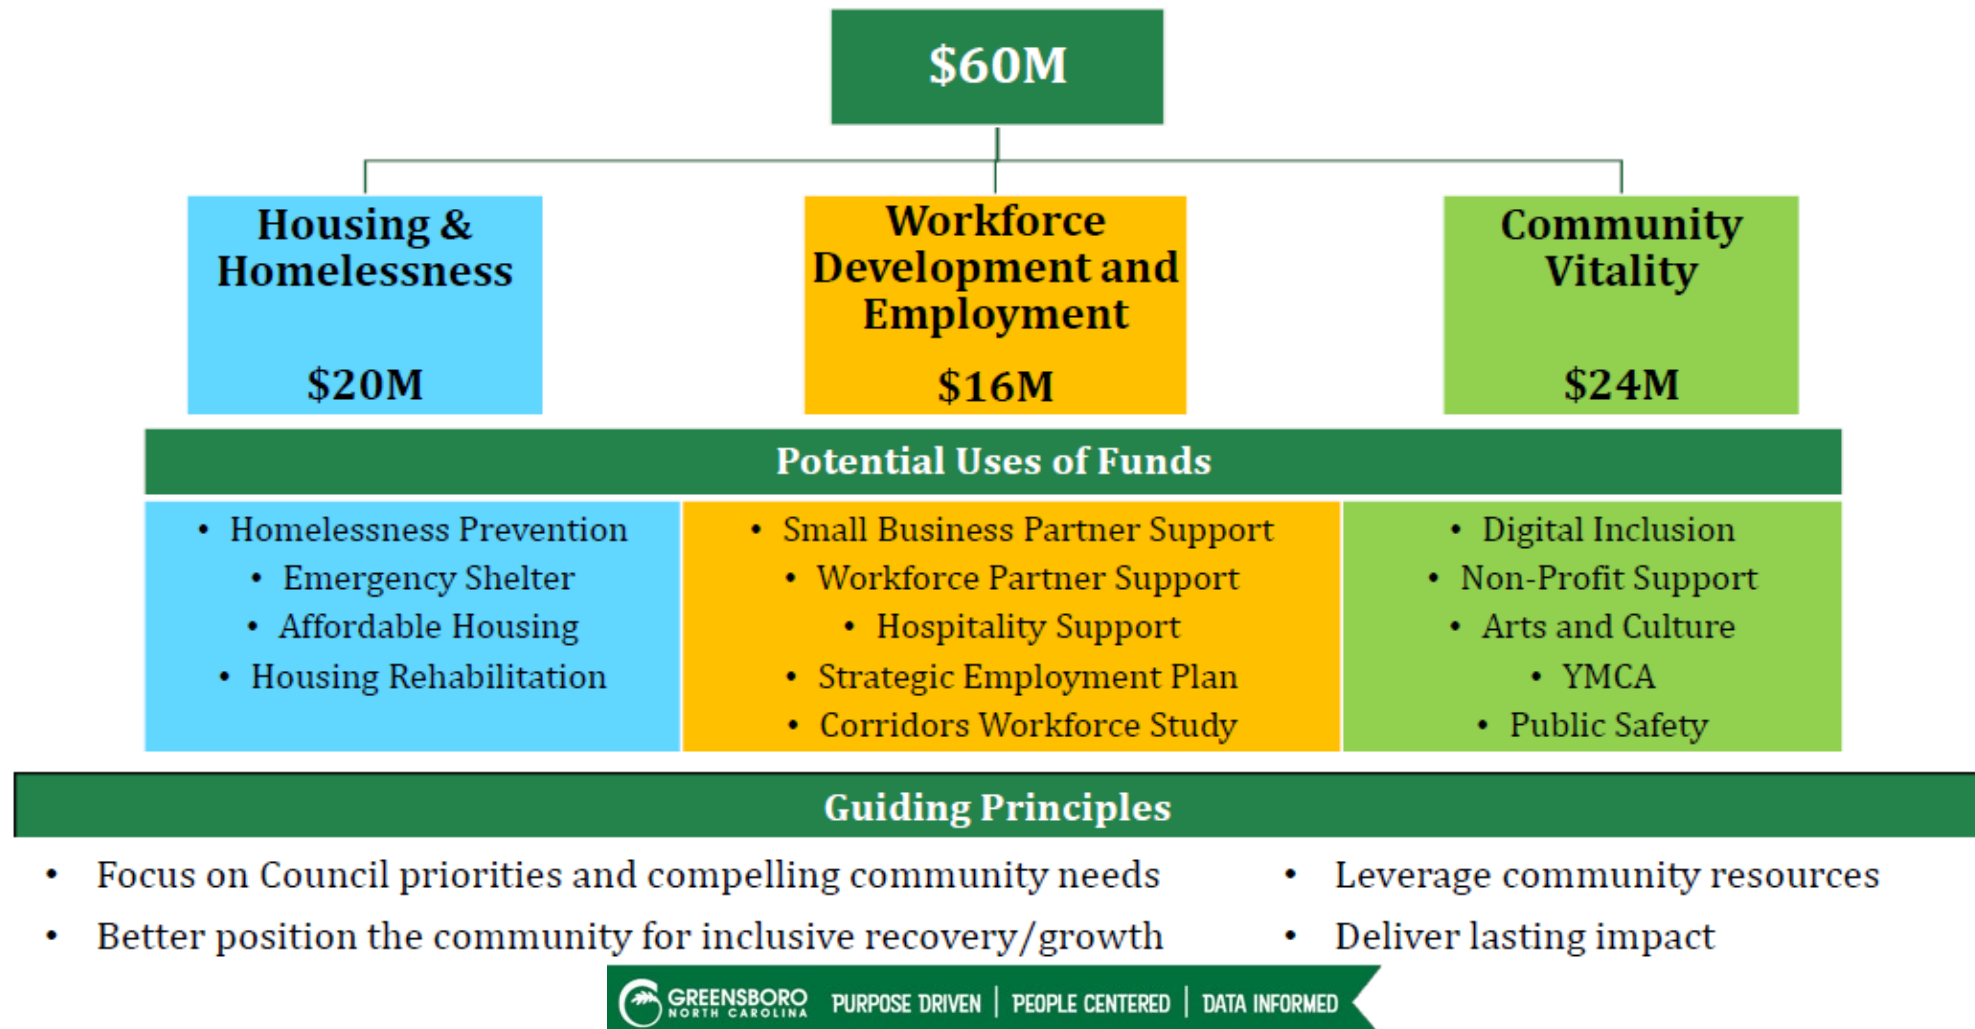 $60M
Housing &
Homelessness
$20M
Workforce
Development and
Employment
$16M
Community
Vitality
$24M
Potential Uses of Funds
• Homelessness Prevention
• Emergency Shelter
• Affordable Housing
• Housing Rehabilitation
• Small Business Partner Support
• Workforce Partner Support
• Hospitality Support
• Strategic Employment Plan
• Corridors Workforce Study
• Digital Inclusion
• Non-Profit Support
• Arts and Culture
• YMCA
• Public Safety
Guiding Principles
• Focus on Council priorities and compelling community needs
• Better position the community for inclusive recovery/growth
• Leverage community resources
• Deliver lasting impact
GREENSBORO
NORTH CAROLINA
PURPOSE DRIVEN | PEOPLE CENTERED | DATA INFORMED